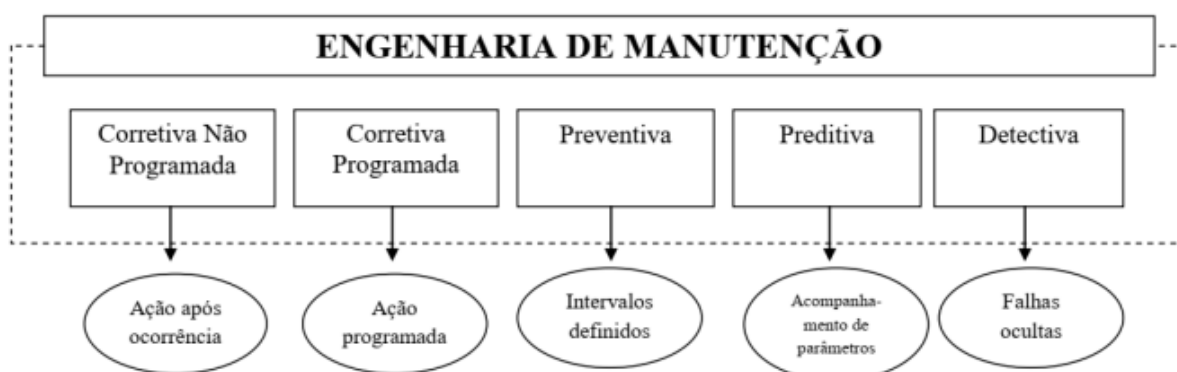 ENGENHARIA DE MANUTENÇÃO
Corretiva Não
Programada
Corretiva
Programada
Preventiva
Preditiva
Detectiva
Ação após
ocorrência
Ação
programada
Intervalos
definidos
Acompanha-
mento de
parâmetros
Falhas
ocultas